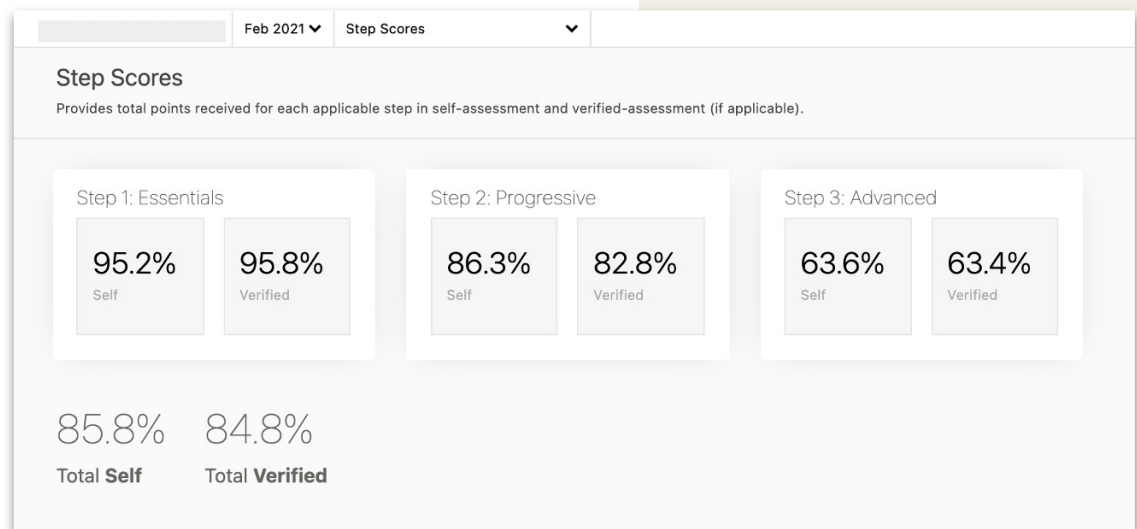 Feb 2021 Step Scores
Step Scores
Provides total points received for each applicable step in self-assessment and verified-assessment (if applicable).
Step 1: Essentials
95.2% 95.8%
Self Verified
Step 2: Progressive
86.3% 82.8%
Self Verified
Step 3: Advanced
63.6% 63.4%
Self Verified
85.8% 84.8%
Total Self Total Verified